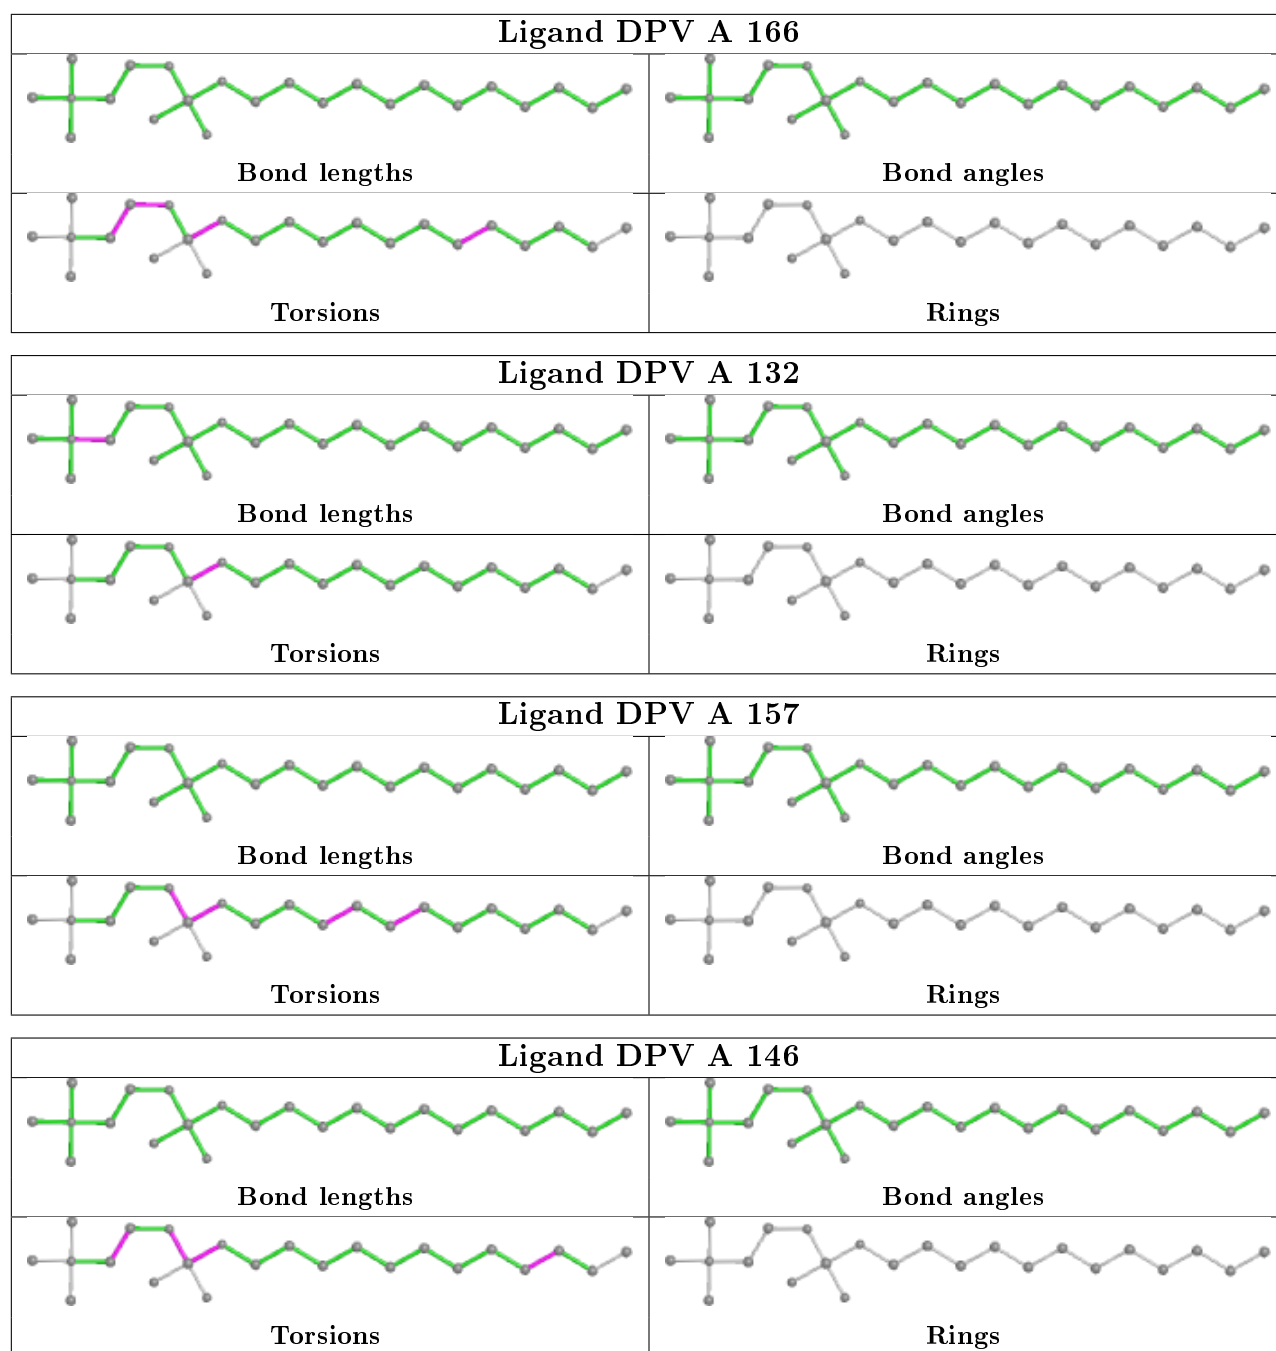 Ligand DPV A 166
Bond lengths
Bond angles
Torsions
Rings
Ligand DPV A 132
Bond lengths
Bond angles
Torsions
Rings
Ligand DPV A 157
Bond lengths
Bond angles
Torsions
Rings
Ligand DPV A 146
Bond lengths
Bond angles
Torsions
Rings